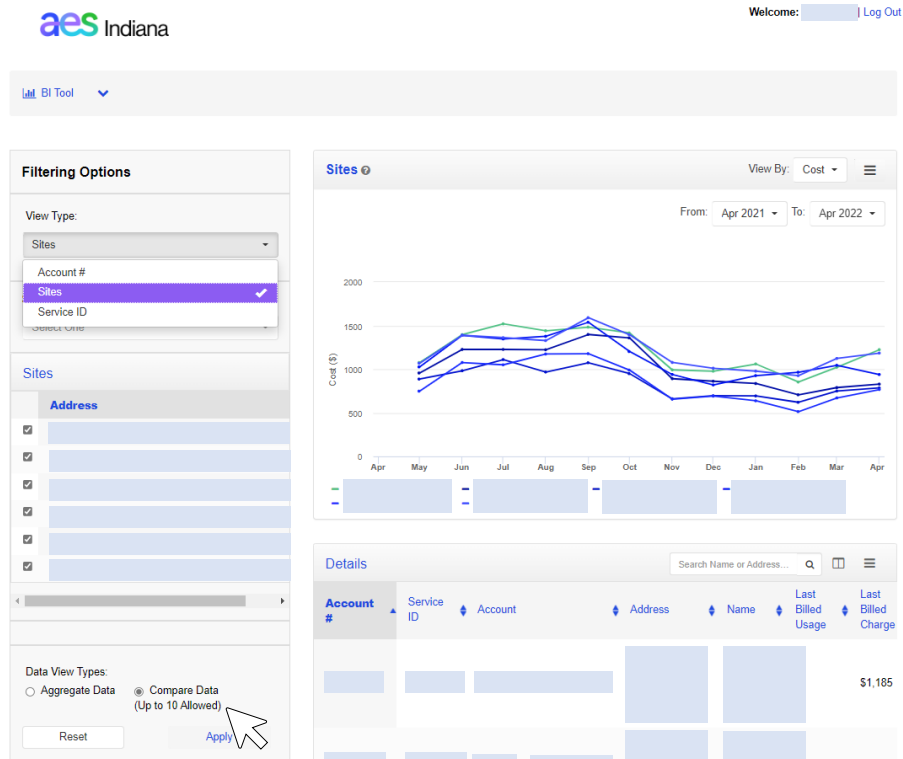 aes Indiana
Welcome: | Log Out
BI Tool
Filtering Options
View Type:
Sites
Account #
Sites
Service ID
Select One
Sites
Address
Data View Types:
Aggregate Data
Compare Data
(Up to 10 Allowed)
Reset
Apply
Sites
View By: Cost
From: Apr 2021 To: Apr 2022
Cost ($)
2000
1500
1000
500
0
Apr May Jun Jul Aug Sep Oct Nov Dec Jan Feb Mar Apr
Details
Search Name or Address...
Account #
Service ID
Account
Address
Name
Last Billed Usage
Last Billed Charge
$1,185